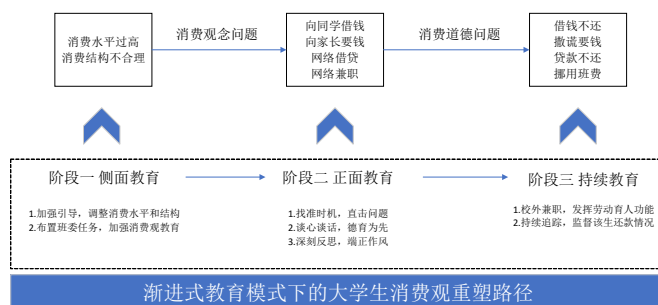 消费水平过高
消费结构不合理
消费观念问题
向同学借钱
向家长要钱
网络借贷
网络兼职
消费道德问题
借钱不还
撒谎要钱
贷款不还
挪用班费
阶段一 侧面教育
1.加强引导，调整消费水平和结构
2.布置班委任务，加强消费观教育
阶段二 正面教育
1.找准时机，直击问题
2.谈心谈话，德育为先
3.深刻反思，端正作风
阶段三 持续教育
1.校外兼职，发挥劳动育人功能
2.持续追踪，监督该生还款情况
渐进式教育模式下的大学生消费观重塑路径